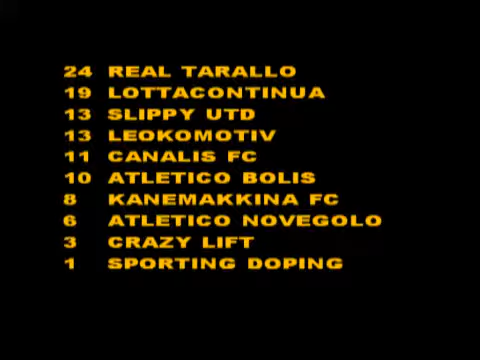 24 REAL TARALLO
19 LOTTACONTINUA
13 SLIPPY UTD
13 LEOKOMOTIV
11 CANALIS FC
10 ATLETICO BOLIS
8 KANEMAKKINA FC
6 ATLETICO NOVEGOLO
3 CRAZY LIFT
1 SPORTING DOPING